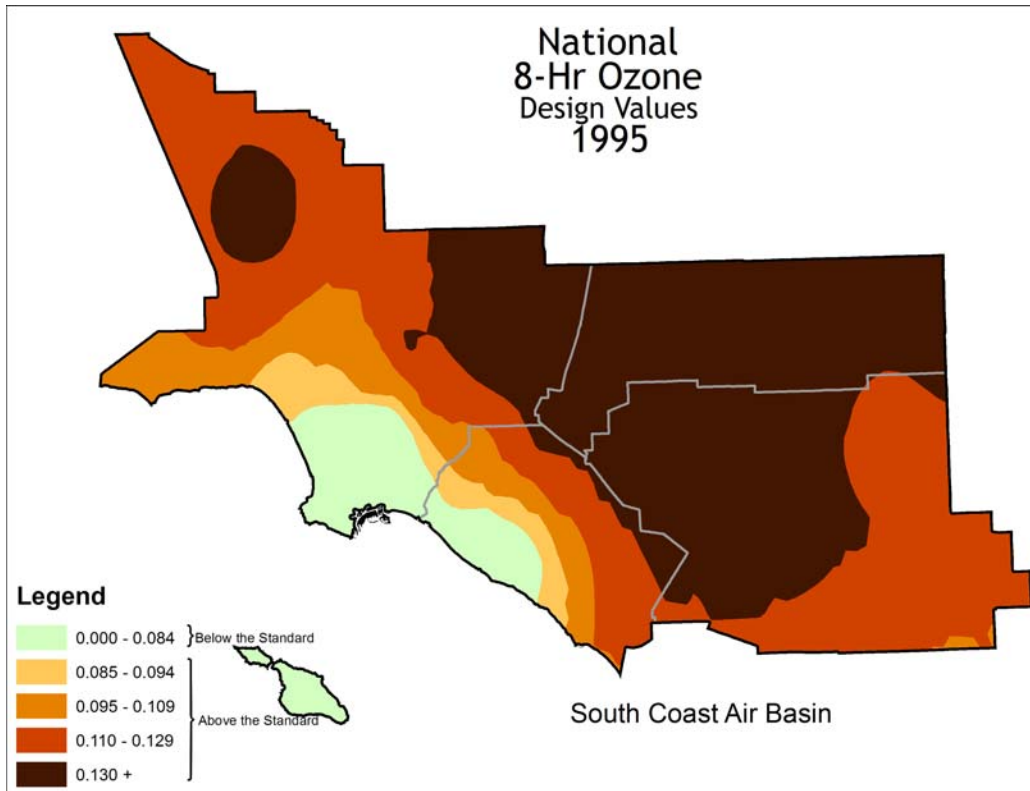 National
8-Hr Ozone
Design Values
1995
Legend
0.000 - 0.084
Below the Standard
0.085 - 0.094
0.095 - 0.109
Above the Standard
0.110 - 0.129
0.130 +
South Coast Air Basin